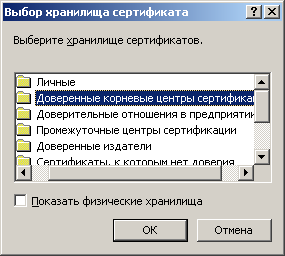 Выбор хранилища сертификата
Выберите хранилище сертификатов.
Личные
Доверенные корневые центры сертифика
Доверительные отношения в предприяти
Промежуточные центры сертификации
Доверенные издатели
Сертификаты, к которым нет доверия
Показать физические хранилища
ОК
Отмена